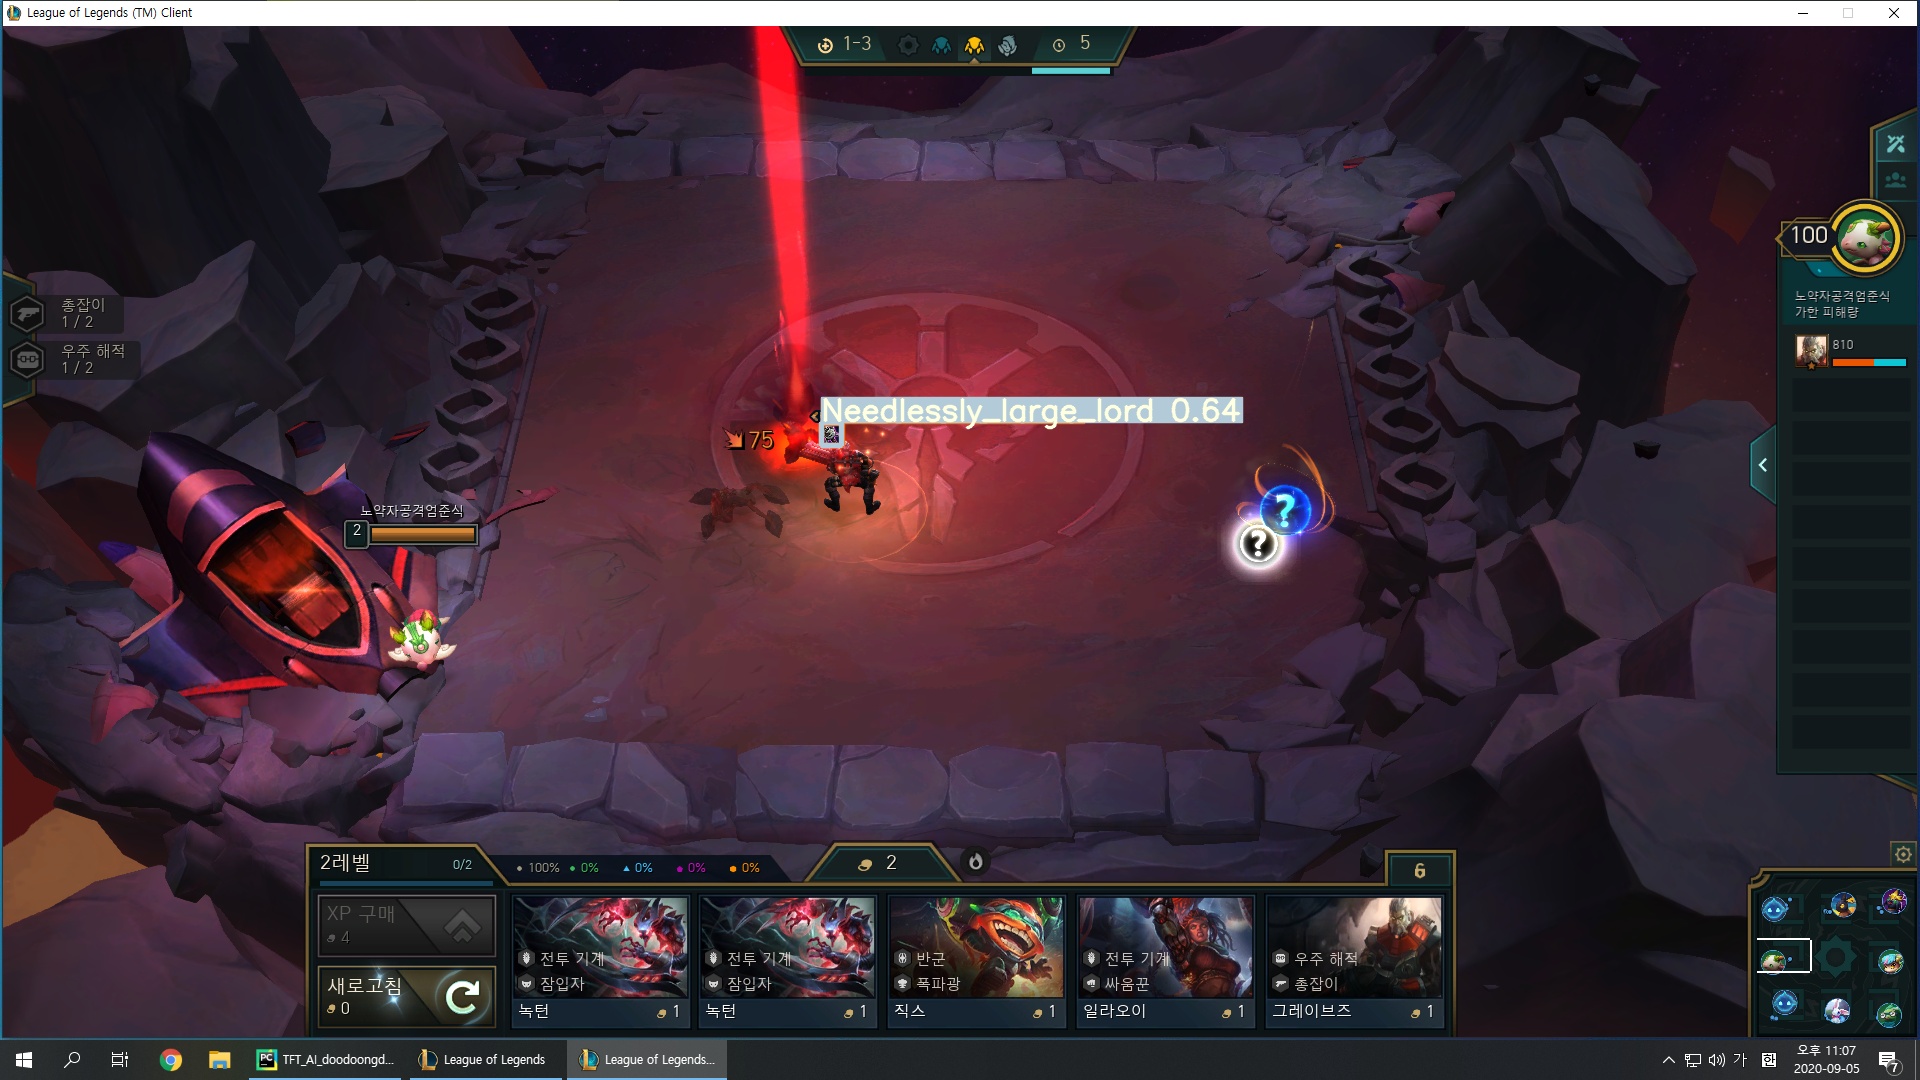 League of Legends (TM) Client
1-3
5
총잡이
1 / 2
우주 해적
1 / 2
100
노약자공격엄준식
가한 피해량
810
Needlessly_large_lord 0.64
75
노약자공격엄준식
2
?
?
2레벨
0/2
100% 0% 0% 0% 0%
2
XP 구매
4
새로고침
0
전투 기계
잠입자
녹턴
1
전투 기계
잠입자
녹턴
1
반군
폭파광
직스
1
전투 기계
싸움꾼
일라오이
1
우주 해적
총잡이
그레이브즈
1
PC
TFT_AI_doodoongd...
League of Legends
League of Legends...
가
한
오후 11:07
2020-09-05
7